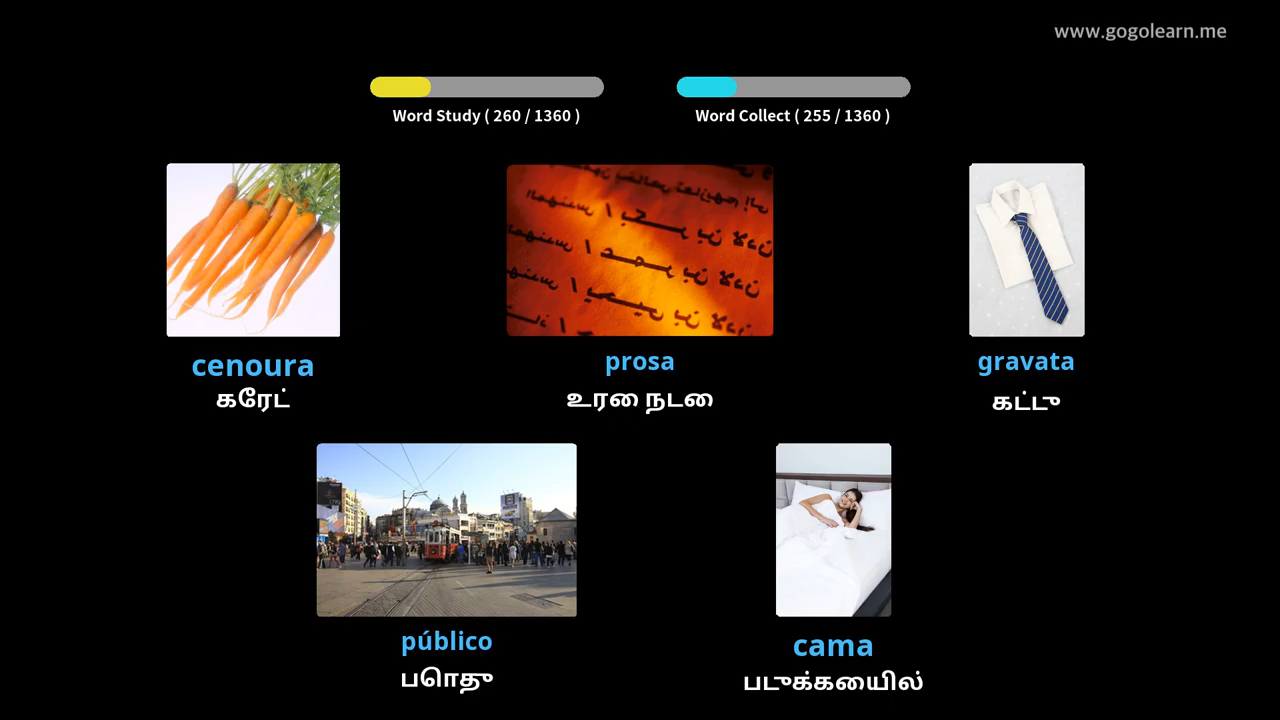 www.gogolearn.me
Word Study ( 260 / 1360 )
Word Collect ( 255 / 1360 )
cenoura
prosa
gravata
கேரட்
உரை நடை
கட்டு
público
cama
பொது
படுக்கையில்